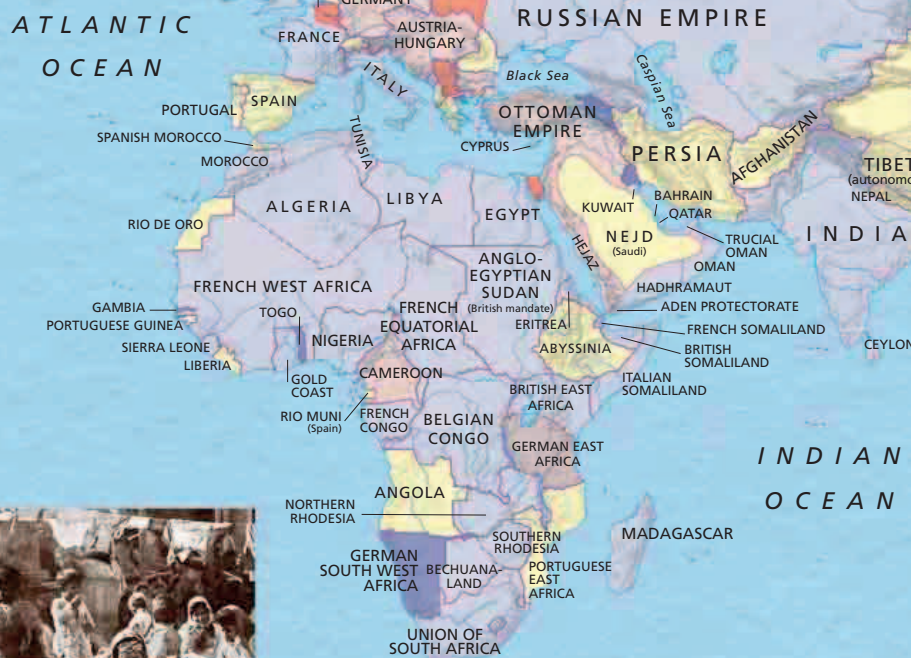 GERMANY
ATLANTIC
OCEAN
RUSSIAN EMPIRE
FRANCE
AUSTRIA-
HUNGARY
ITALY
Black Sea
Caspian Sea
PORTUGAL
SPAIN
OTTOMAN
EMPIRE
SPANISH MOROCCO
TUNISIA
CYPRUS
PERSIA
AFGHANISTAN
MOROCCO
TIBET
(autonomo
NEPAL
ALGERIA
LIBYA
EGYPT
KUWAIT
BAHRAIN
QATAR
RIO DE ORO
HEJAZ
NEJD
(Saudi)
TRUCIAL
OMAN
INDIA
OMAN
ANGLO-
EGYPTIAN
SUDAN
(British mandate)
HADHRAMAUT
FRENCH WEST AFRICA
GAMBIA
PORTUGUESE GUINEA
TOGO
FRENCH
EQUATORIAL
AFRICA
ERITREA
ADEN PROTECTORATE
FRENCH SOMALILAND
SIERRA LEONE
LIBERIA
NIGERIA
ABYSSINIA
BRITISH
SOMALILAND
CEYLON
GOLD
COAST
CAMEROON
ITALIAN
SOMALILAND
RIO MUNI
(Spain)
FRENCH
CONGO
BELGIAN
CONGO
BRITISH EAST
AFRICA
GERMAN EAST
AFRICA
INDIAN
OCEAN
ANGOLA
NORTHERN
RHODESIA
MADAGASCAR
SOUTHERN
RHODESIA
GERMAN
SOUTH WEST
AFRICA
BECHUANA-
LAND
PORTUGUESE
EAST
AFRICA
UNION OF
SOUTH AFRICA